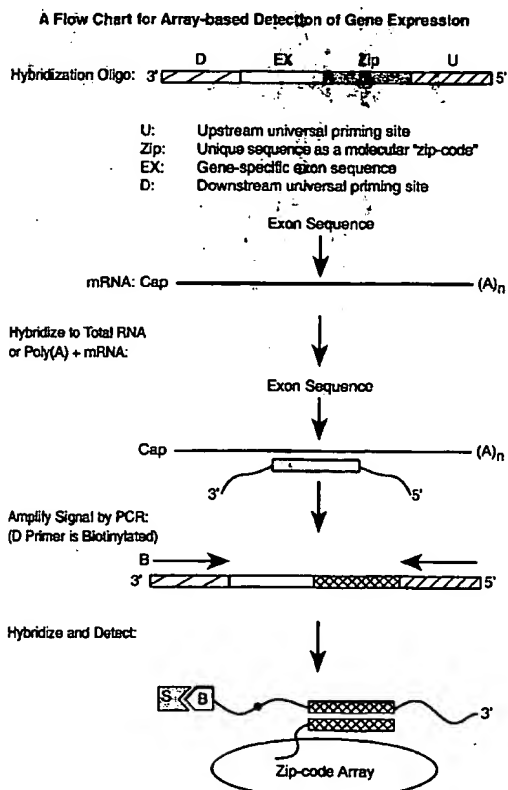 A Flow Chart for Array-based Detection of Gene Expression
D EX Zip U
Hybridization Oligo: 3' 5'
U: Upstream universal priming site
Zip: Unique sequence as a molecular "zip-code"
EX: Gene-specific exon sequence
D: Downstream universal priming site
Exon Sequence
mRNA: Cap (A)n
Hybridize to Total RNA
or Poly(A) + mRNA:
Exon Sequence
Cap (A)n
3' 5'
Amplify Signal by PCR:
(D Primer is Biotinylated)
B
3' 5'
Hybridize and Detect:
S B 3'
Zip-code Array